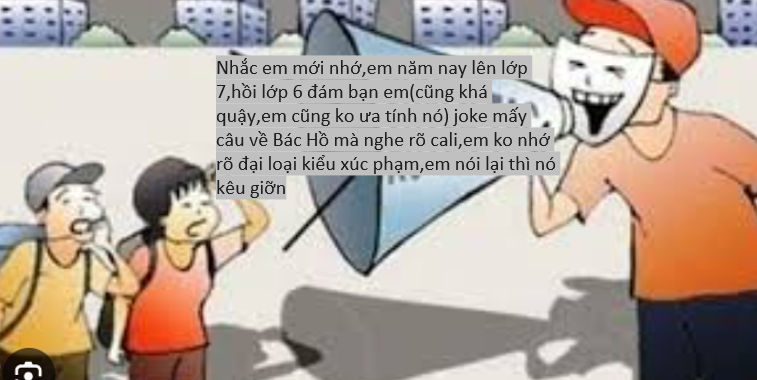 Nhắc em mới nhớ,em năm nay lên lớp
7,hồi lớp 6 đám bạn em(cũng khá
quậy,em cũng ko ưa tính nó) joke mấy
câu về Bác Hồ mà nghe rõ cali,em ko nhớ
rõ đại loại kiểu xúc phạm,em nói lại thì nó
kêu giỡn